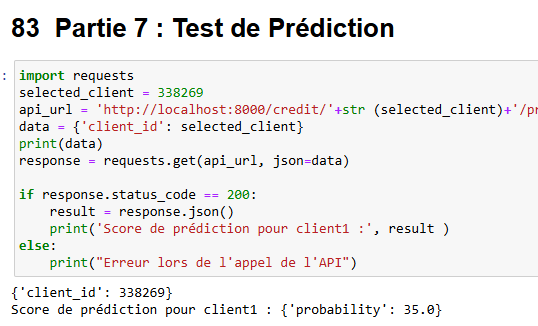 83 Partie 7 : Test de Prédiction
: import requests
selected_client = 338269
api_url = 'http://localhost:8000/credit/'+str (selected_client)+'/p
data = {'client_id': selected_client}
print(data)
response = requests.get(api_url, json=data)
if response.status_code == 200:
result = response.json()
print('Score de prédiction pour client1 :', result )
else:
print("Erreur lors de l'appel de l'API")
{'client_id': 338269}
Score de prédiction pour client1 : {'probability': 35.0}